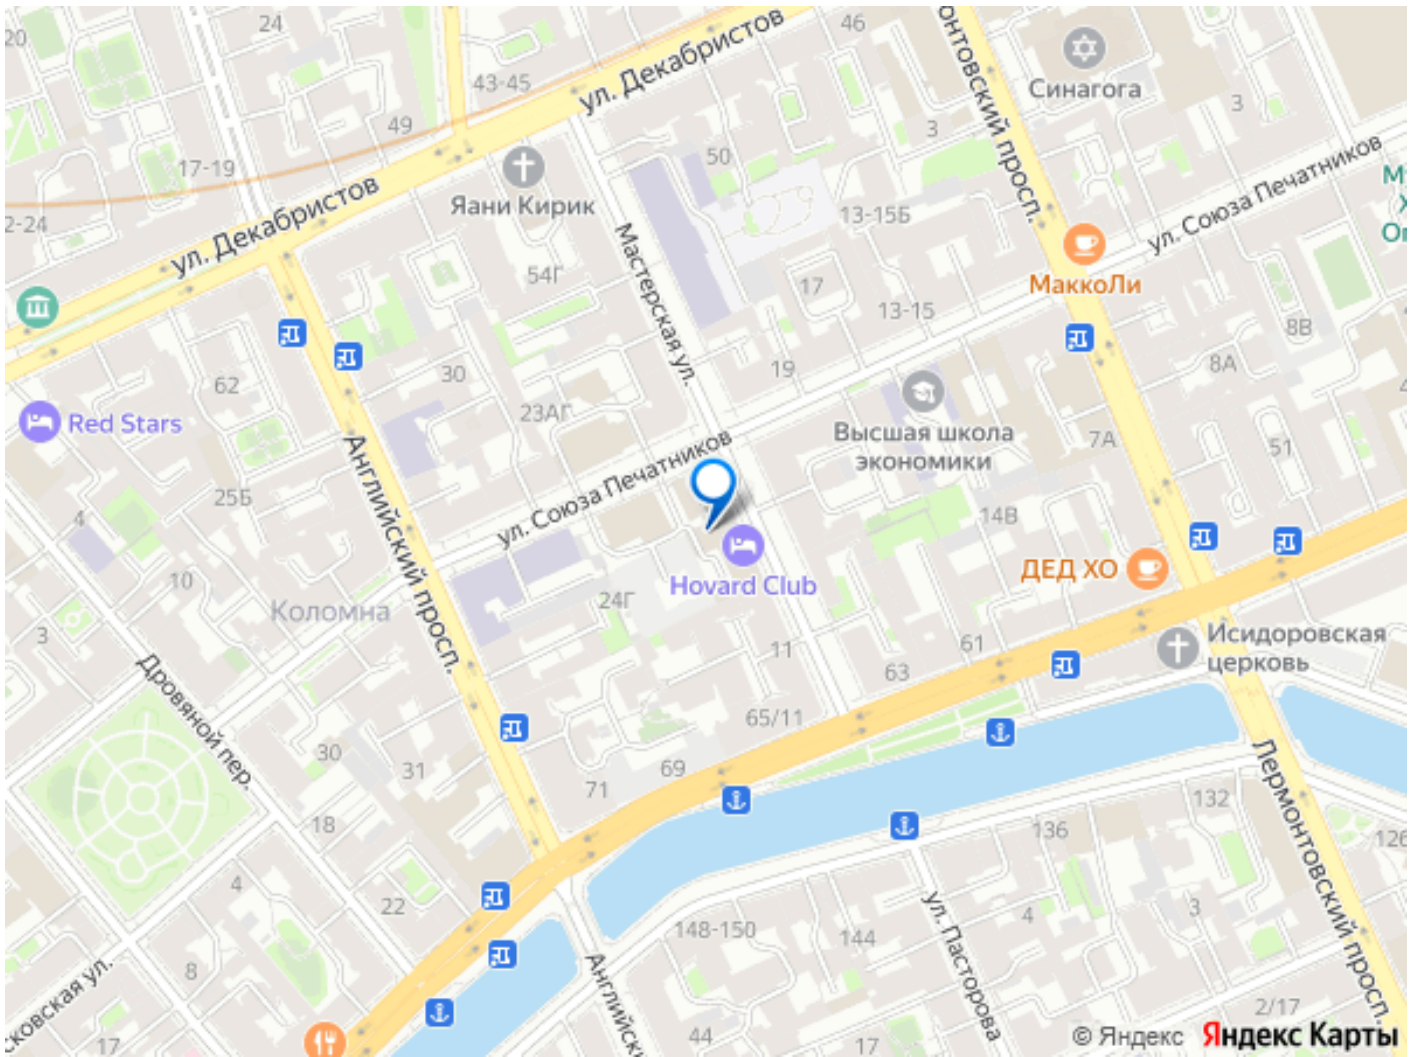 20
24
46
ул. Декабристов
43-45
49
17-19
2-24
Яани Кирик
50
3
Синагога
3
ул. Союза Печатников
ул. Декабристов
Мастерская ул.
54Г
13-15Б
17
13-15
МаккоЛи
19
8В
8А
62
30
23АГ
Red Stars
Высшая школа
экономики
7А
51
ул. Союза Печатников
25Б
4
Английский просп.
14В
10
Hovard Club
ДЕД ХО
24Г
Коломна
3
Исидоровская
церковь
61
63
11
65/11
Дровяной пер.
30
31
69
71
18
132
136
126
Лермонтовский просп.
4
22
148-150
144
ул. Пасторова
4
3
8
17
44
17
2/17
© Яндекс Яндекс Карты